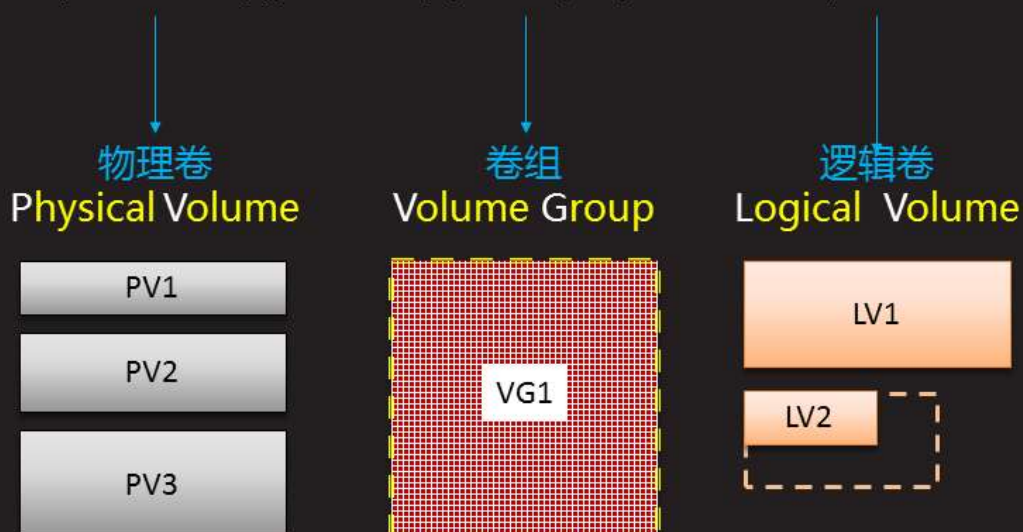 物理卷
卷组
逻辑卷
Physical Volume
Volume Group
Logical Volume
PV1
PV2
PV3
VG1
LV1
LV2